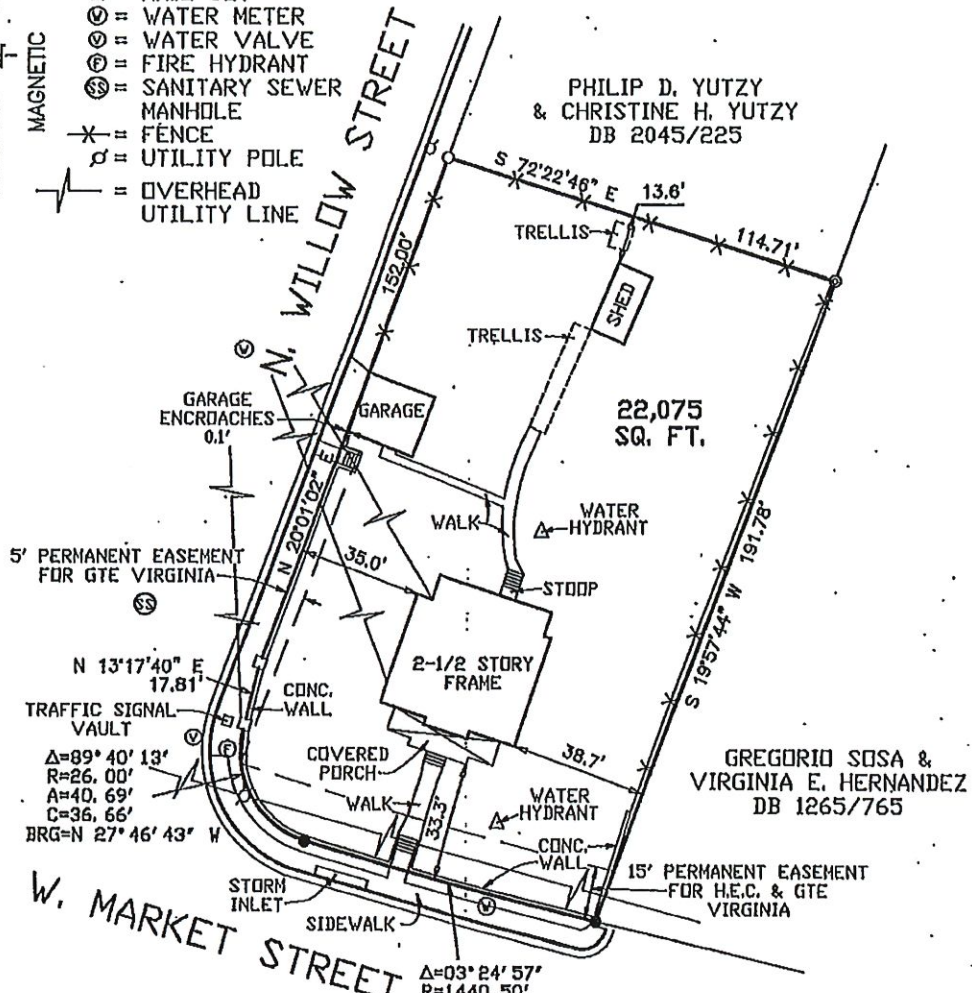 MAGNETIC
Ⓦ = WATER METER
Ⓥ = WATER VALVE
Ⓕ = FIRE HYDRANT
ⓈⓈ = SANITARY SEWER
MANHOLE
= FENCE
= UTILITY POLE
= OVERHEAD
UTILITY LINE
N. WILLOW STREET
PHILIP D. YUTZY
& CHRISTINE H. YUTZY
DB 2045/225
S 72°22'46" E
13.6'
114.71'
TRELLIS
152.00'
SHED
TRELLIS
V
GARAGE
ENCROACHES
0.1'
GARAGE
22,075
SQ. FT.
E
N 20°01'02"
WALK
WATER
HYDRANT
35.0'
5' PERMANENT EASEMENT
FOR GTE VIRGINIA
SS
STOOP
S 19°57'44" W 191.78'
2-1/2 STORY
FRAME
N 13°17'40" E
17.81'
CONC.
WALL
TRAFFIC SIGNAL
VAULT
V
F
Δ=89°40'13"
R=26.00'
A=40.69'
C=36.66'
BRG=N 27°46'43" W
COVERED
PORCH
38.7'
GREGORIO SOSA &
VIRGINIA E. HERNANDEZ
DB 1265/765
WALK
33.3'
WATER
HYDRANT
CONC.
WALL
15' PERMANENT EASEMENT
FOR H.E.C. & GTE
VIRGINIA
STORM
INLET
SIDEWALK
W
W. MARKET STREET
Δ=03°24'57"
R=1440.50'